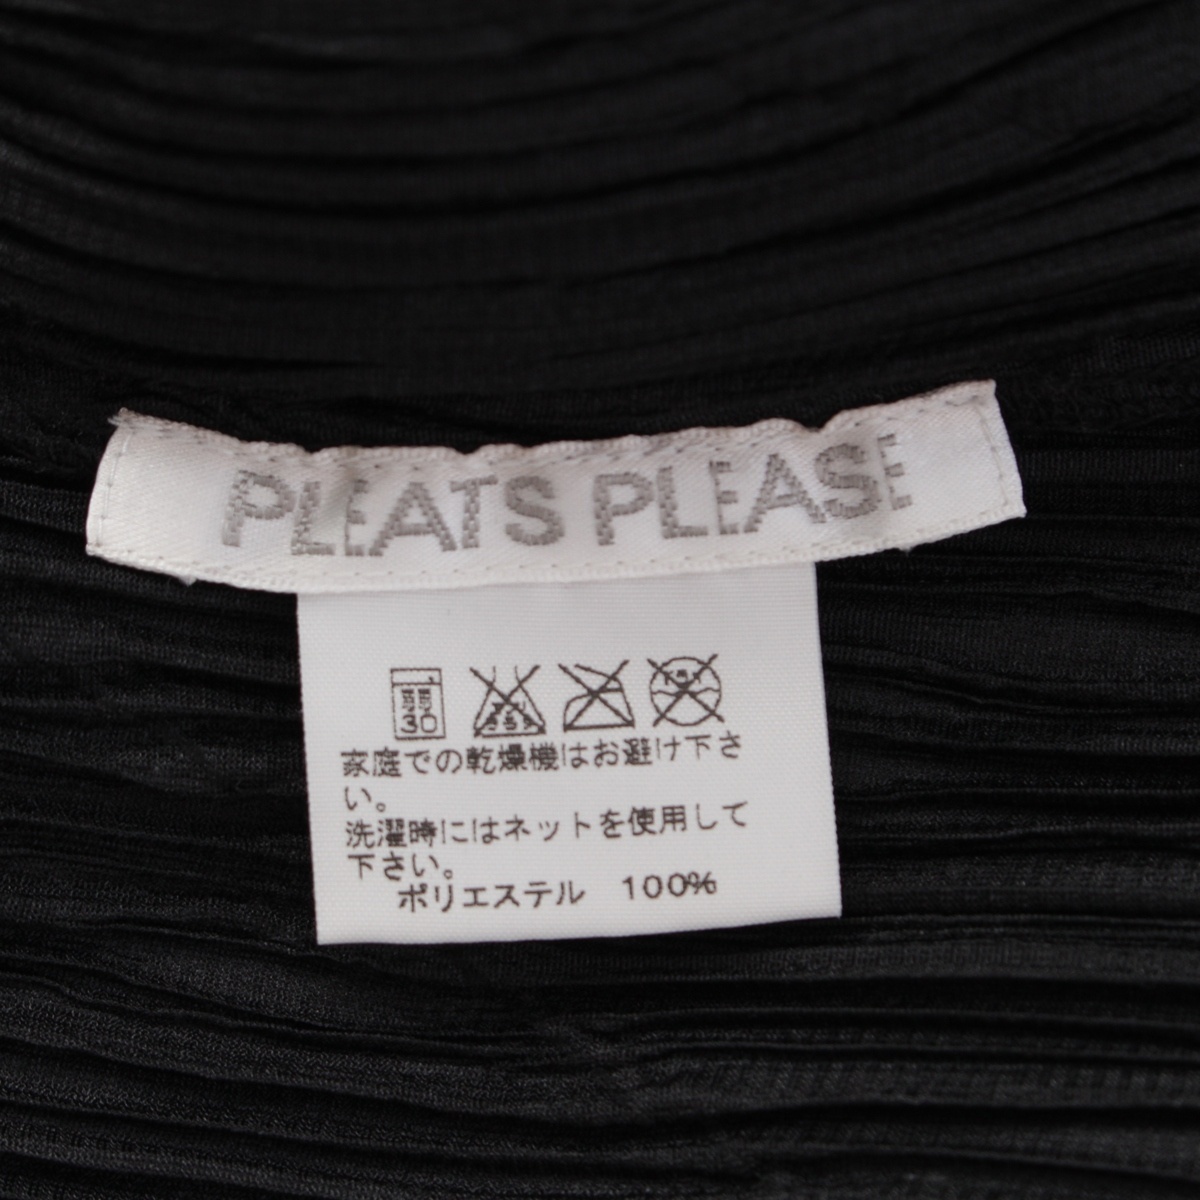 PLEATS PLEASE
30
家庭での乾燥機はお避け下さ
い。
洗濯時にはネットを使用して
下さい。
ポリエステル 100%